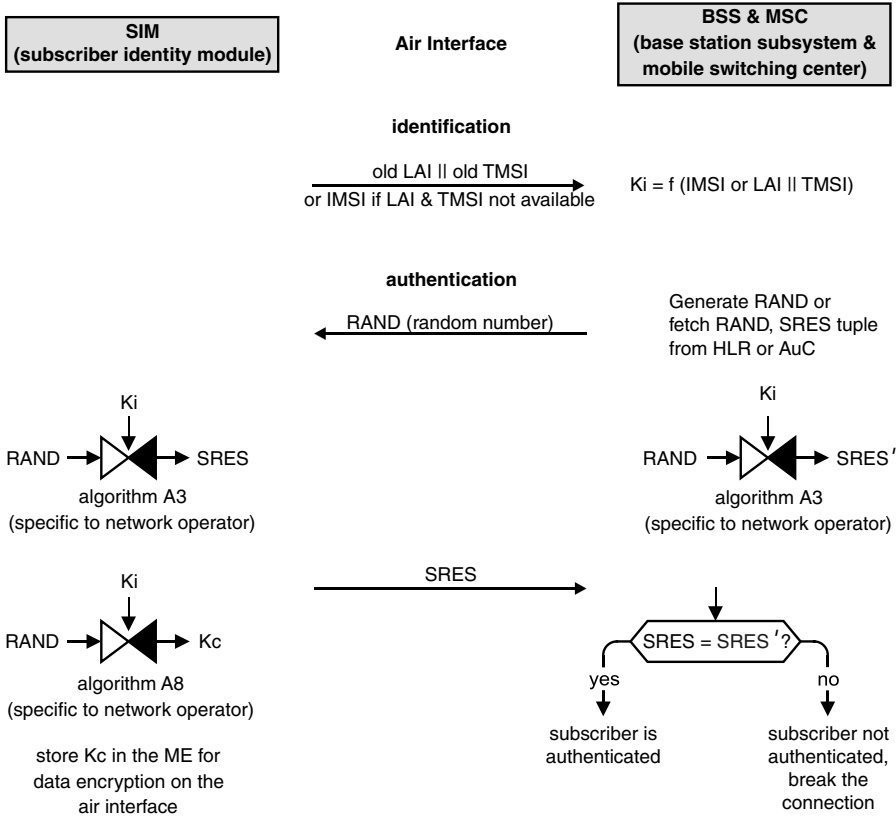 SIM
(subscriber identity module)
Air Interface
BSS & MSC
(base station subsystem &
mobile switching center)
identification
old LAI || old TMSI
or IMSI if LAI & TMSI not available
Ki = f (IMSI or LAI || TMSI)
authentication
RAND (random number)
Generate RAND or
fetch RAND, SRES tuple
from HLR or AuC
Ki
RAND
SRES
algorithm A3
(specific to network operator)
Ki
RAND
SRES′
algorithm A3
(specific to network operator)
SRES
Ki
RAND
Kc
algorithm A8
(specific to network operator)
store Kc in the ME for
data encryption on the
air interface
SRES = SRES ′?
yes
no
subscriber is
authenticated
subscriber not
authenticated,
break the
connection